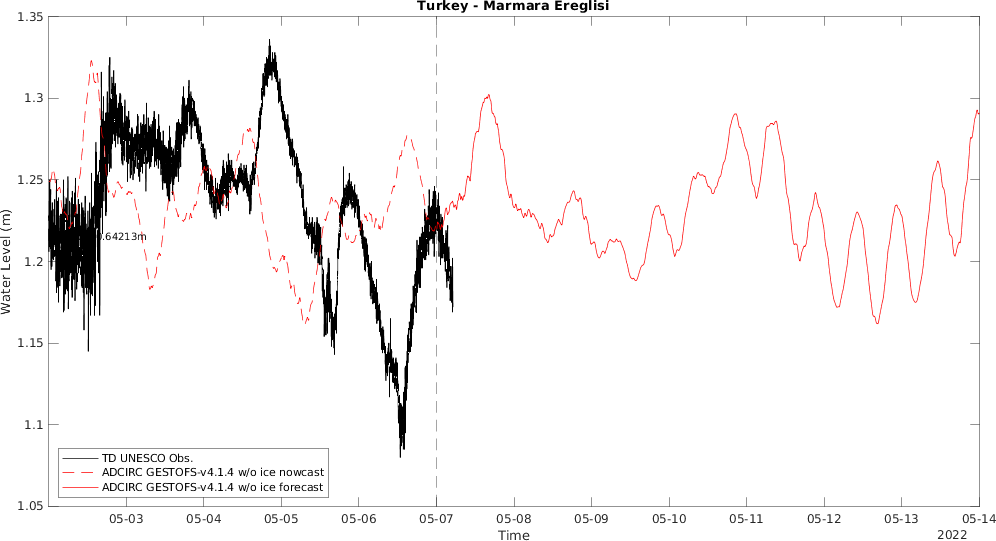 Turkey - Marmara Ereglisi
1.35
1.3
1.25
1.2
1.15
1.1
1.05
Water Level (m)
0.64213m
TD UNESCO Obs.
ADCIRC GESTOFS-v4.1.4 w/o ice nowcast
ADCIRC GESTOFS-v4.1.4 w/o ice forecast
05-03 05-04 05-05 05-06 05-07 05-08 05-09 05-10 05-11 05-12 05-13 05-14
Time
2022